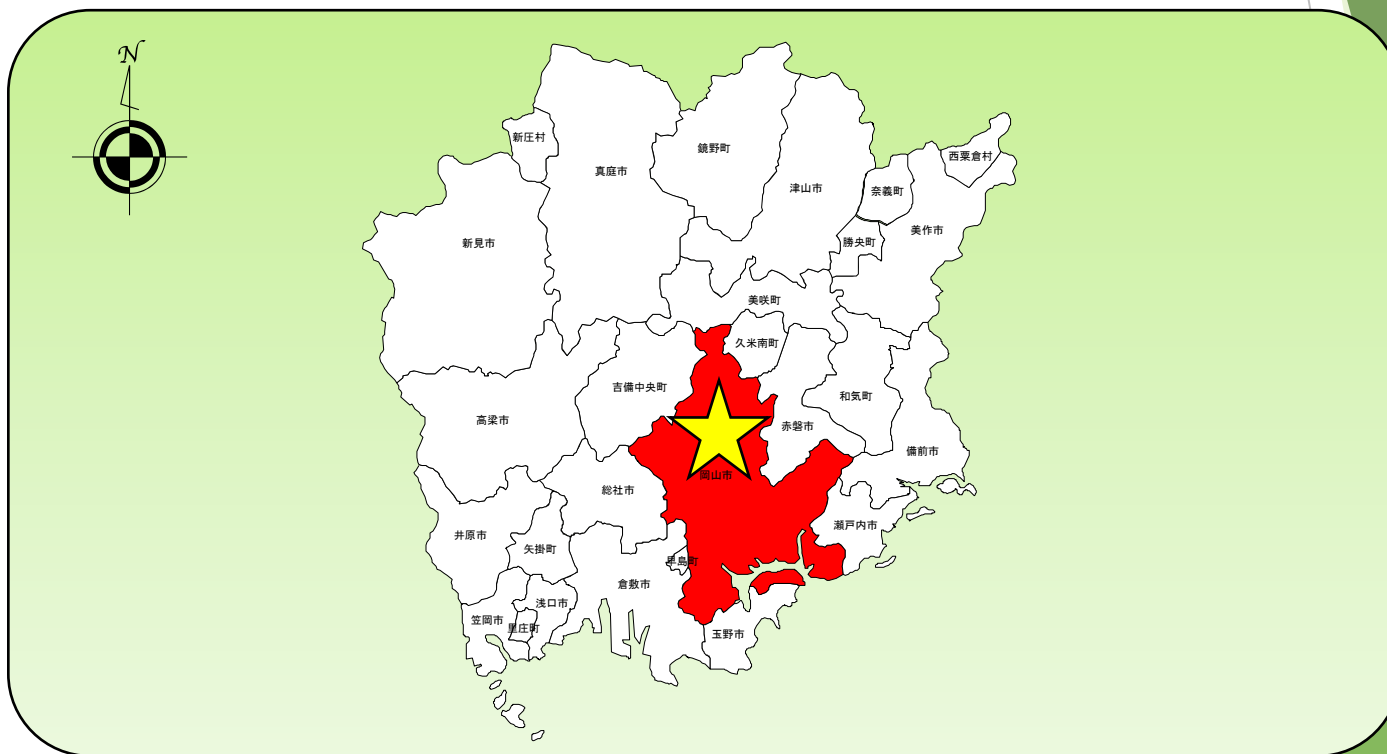 N
新庄村
真庭市
鏡野町
津山市
西粟倉村
奈義町
美作市
勝央町
新見市
美咲町
久米南町
吉備中央町
和気町
高梁市
赤磐市
備前市
岡山市
総社市
瀬戸内市
井原市
矢掛町
早島町
倉敷市
浅口市
笠岡市
里庄町
玉野市